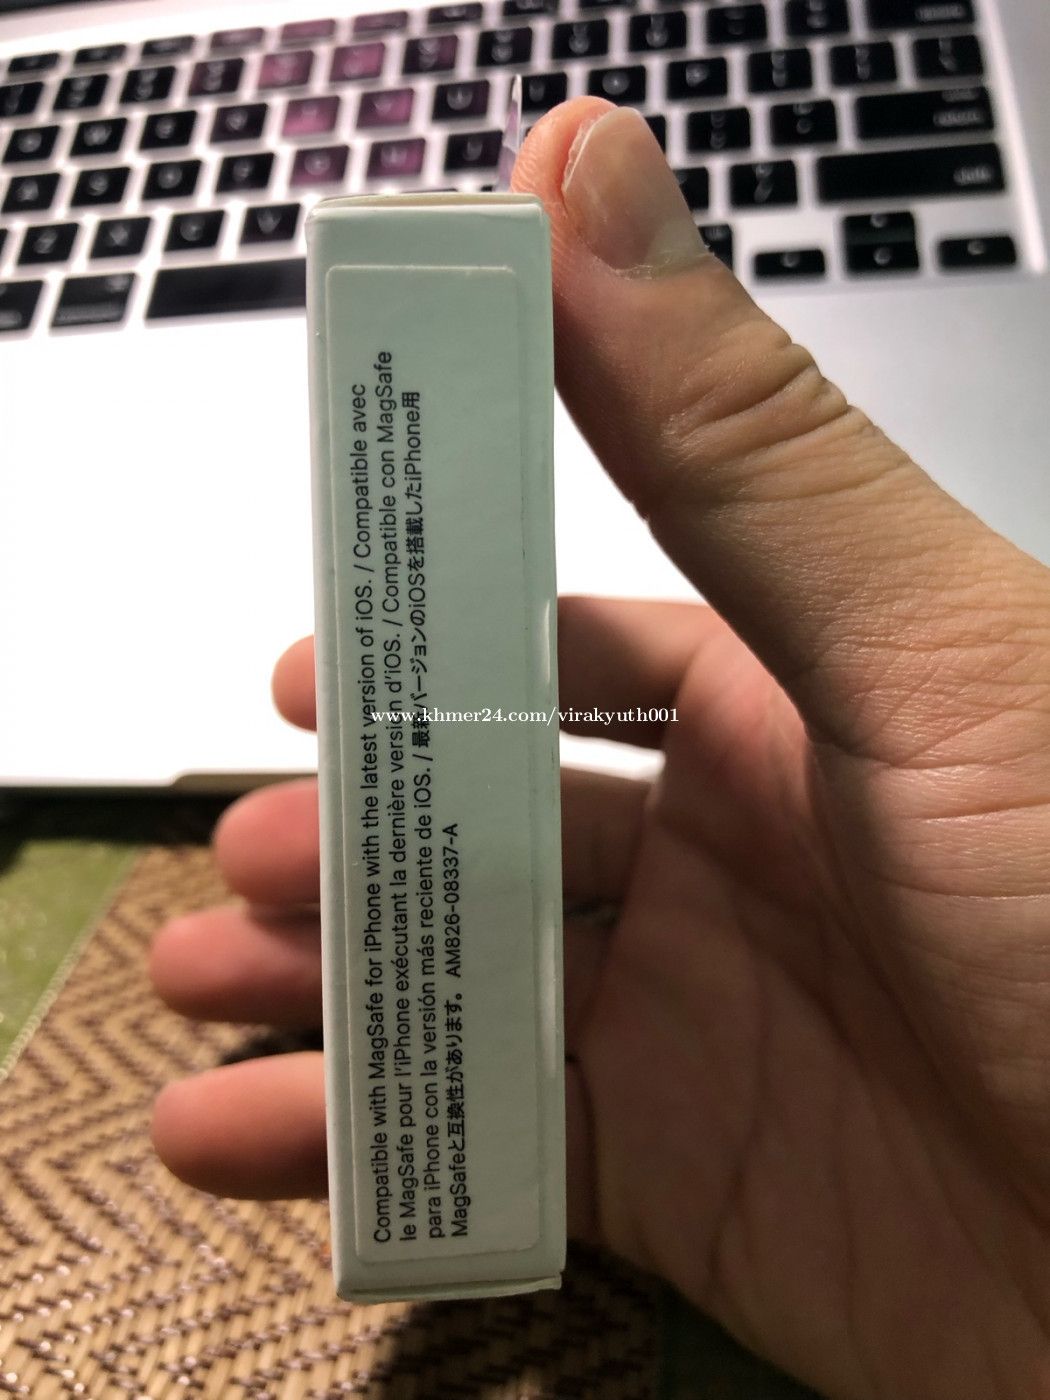 Compatible with MagSafe for iPhone with the latest version of iOS. / Compatible avec
le MagSafe pour l'iPhone exécutant la dernière version d'iOS. / Compatible con MagSafe
para iPhone con la versión más reciente de iOS. / 最新バージョンのiOSを搭載したiPhone用
MagSafeと互換性があります。 AM826-08337-A
www.khmer24.com/virakyuth001